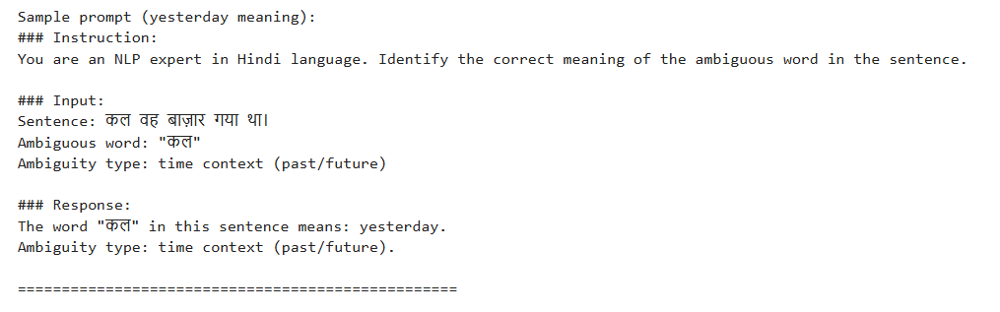 Sample prompt (yesterday meaning):
### Instruction:
You are an NLP expert in Hindi language. Identify the correct meaning of the ambiguous word in the sentence.
### Input:
Sentence: कल वह बाज़ार गया था।
Ambiguous word: "कल"
Ambiguity type: time context (past/future)
### Response:
The word "कल" in this sentence means: yesterday.
Ambiguity type: time context (past/future).
==================================================